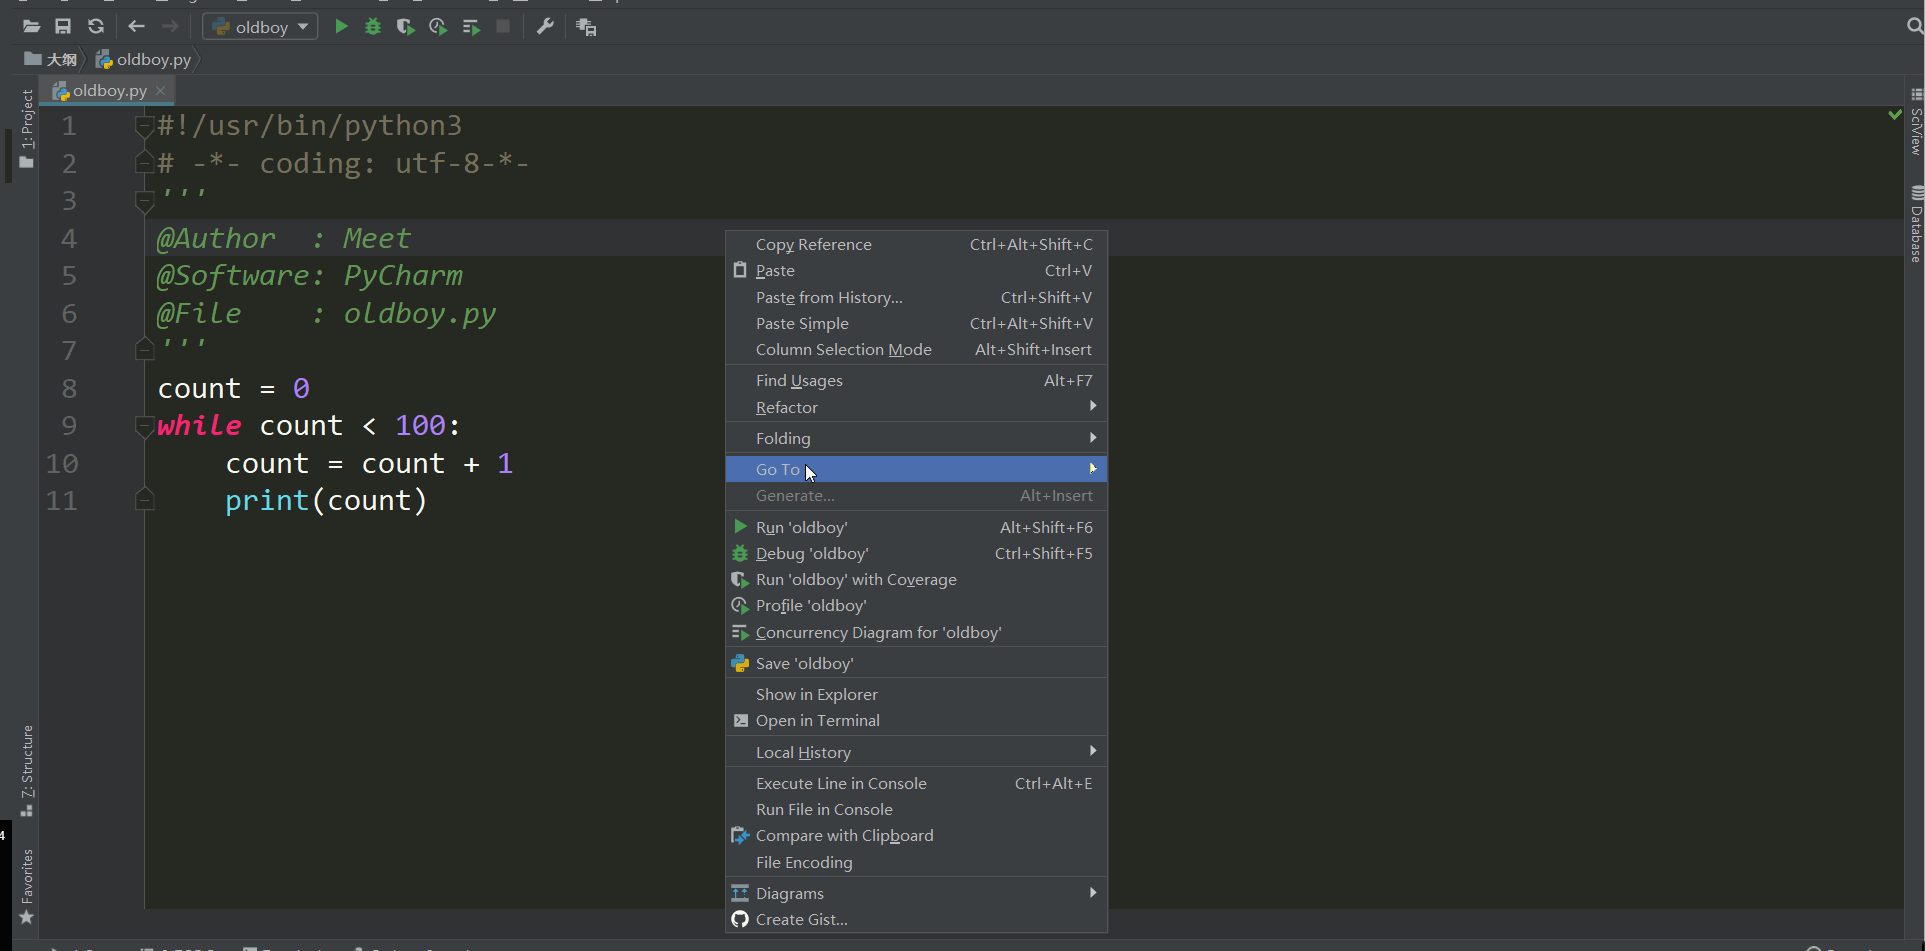 oldboy
大纲 oldboy.py
oldboy.py
1: Project
1 #!/usr/bin/python3
2 # -*- coding: utf-8-*-
3 '''
4 @Author  : Meet
5 @Software: PyCharm
6 @File    : oldboy.py
7 '''
8 count = 0
9 while count < 100:
10     count = count + 1
11     print(count)
Copy Reference Ctrl+Alt+Shift+C
Paste Ctrl+V
Paste from History... Ctrl+Shift+V
Paste Simple Ctrl+Alt+Shift+V
Column Selection Mode Alt+Shift+Insert
Find Usages Alt+F7
Refactor
Folding
Go To
Generate... Alt+Insert
Run 'oldboy' Alt+Shift+F6
Debug 'oldboy' Ctrl+Shift+F5
Run 'oldboy' with Coverage
Profile 'oldboy'
Concurrency Diagram for 'oldboy'
Save 'oldboy'
Show in Explorer
Open in Terminal
Local History
Execute Line in Console Ctrl+Alt+E
Run File in Console
Compare with Clipboard
File Encoding
Diagrams
Create Gist...
Z: Structure
4
Favorites
SciView
Database